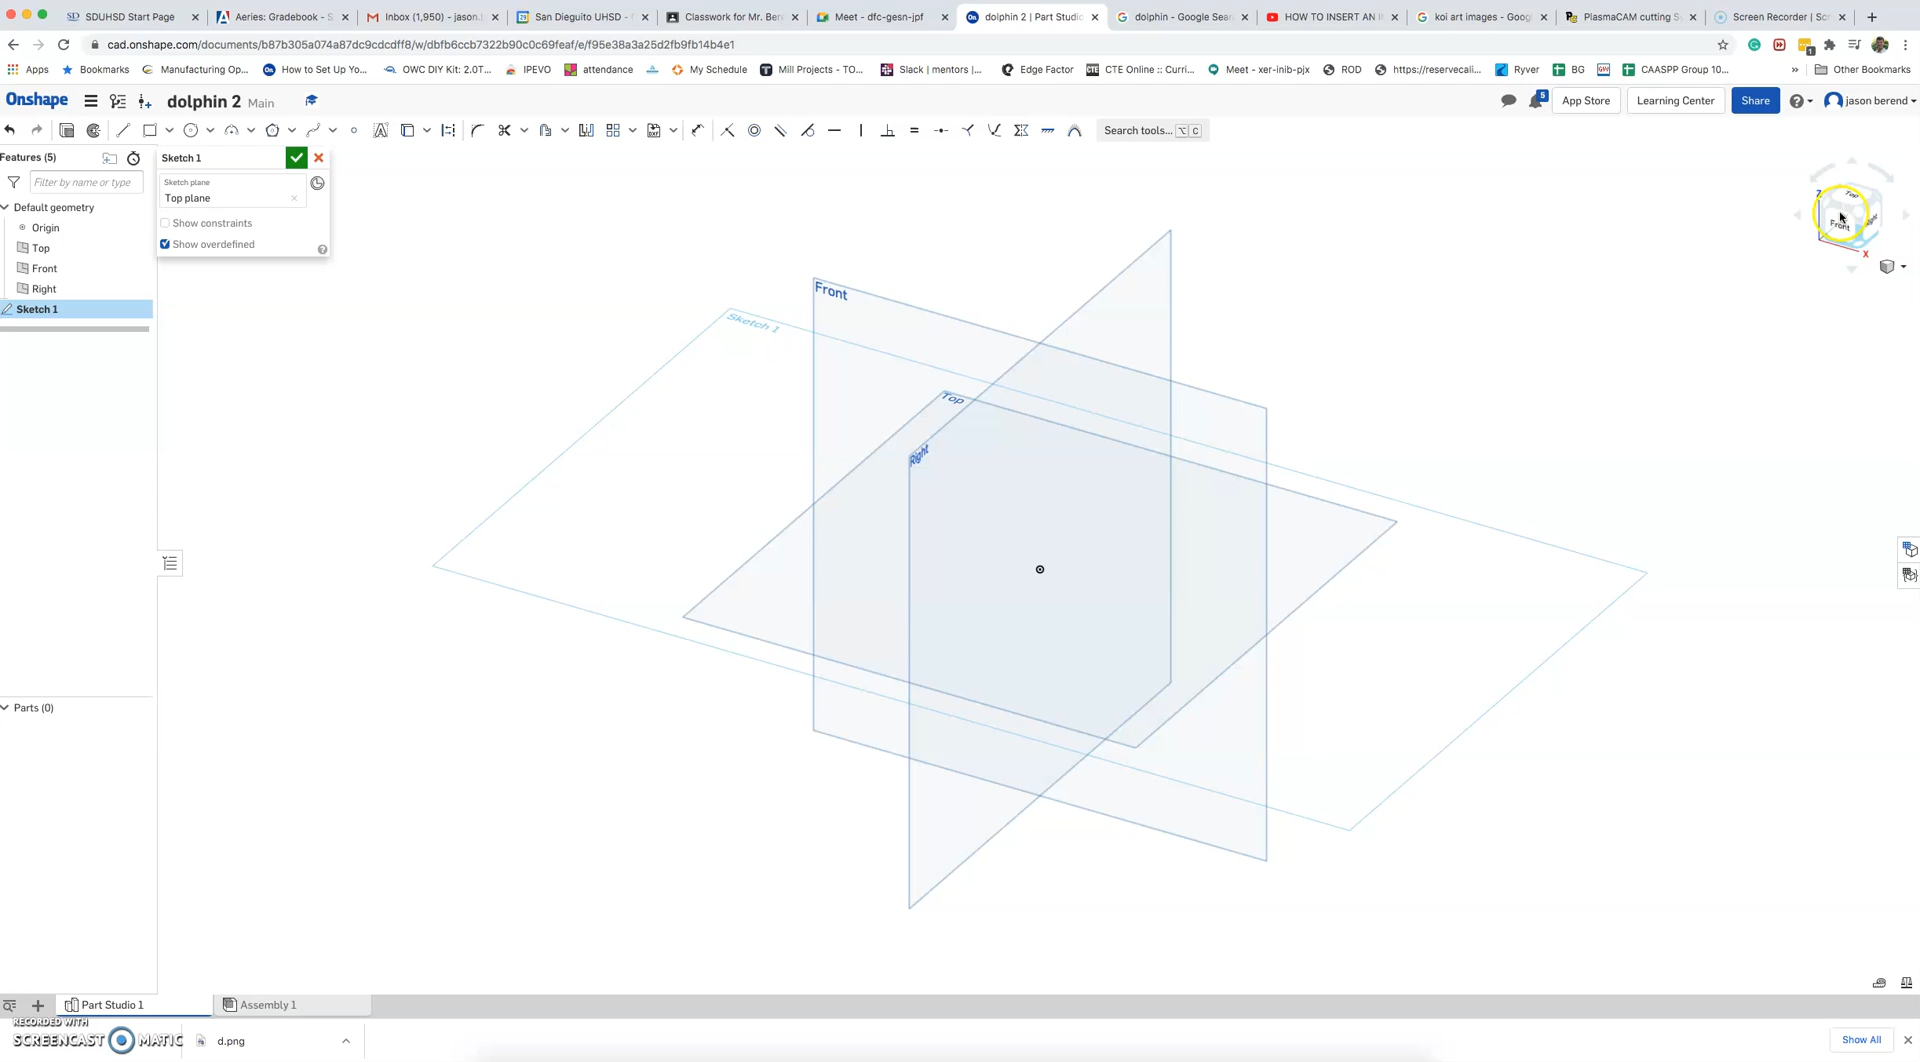 SDUHSD Start Page
Aeries: Gradebook - S
Inbox (1,950) - jason.
San Dieguito UHSD -
Classwork for Mr. Ber
Meet - dfc-gesn-jpf
dolphin 2 | Part Studio
dolphin - Google Sear
HOW TO INSERT AN I
koi art images - Goog
PlasmaCAM cutting S
Screen Recorder | Scr
cad.onshape.com/documents/b87b305a074a87dc9cdcdff8/w/dbfb6ccb7322b90c0c69feaf/e/f95e38a3a25d2fb9fb14b4e1
Apps
Bookmarks
Manufacturing Op...
How to Set Up Yo...
OWC DIY Kit: 2.0T...
IPEVO
attendance
My Schedule
Mill Projects - TO...
Slack | mentors |...
Edge Factor
CTE Online :: Curri...
Meet - xer-inib-pjx
ROD
https://reservecali...
Ryver
BG
CAASPP Group 10...
»
Other Bookmarks
Onshape
dolphin 2 Main
5
App Store
Learning Center
Share
jason berend
Search tools... ⌥ C
Features (5)
Filter by name or type
Default geometry
Origin
Top
Front
Right
Sketch 1
Sketch 1
Sketch plane
Top plane
Show constraints
Show overdefined
Front
Sketch 1
Top
Right
Top
Front
Right
Z
X
Parts (0)
Part Studio 1
Assembly 1
RECORDED WITH
SCREENCAST MATIC
d.png
Show All